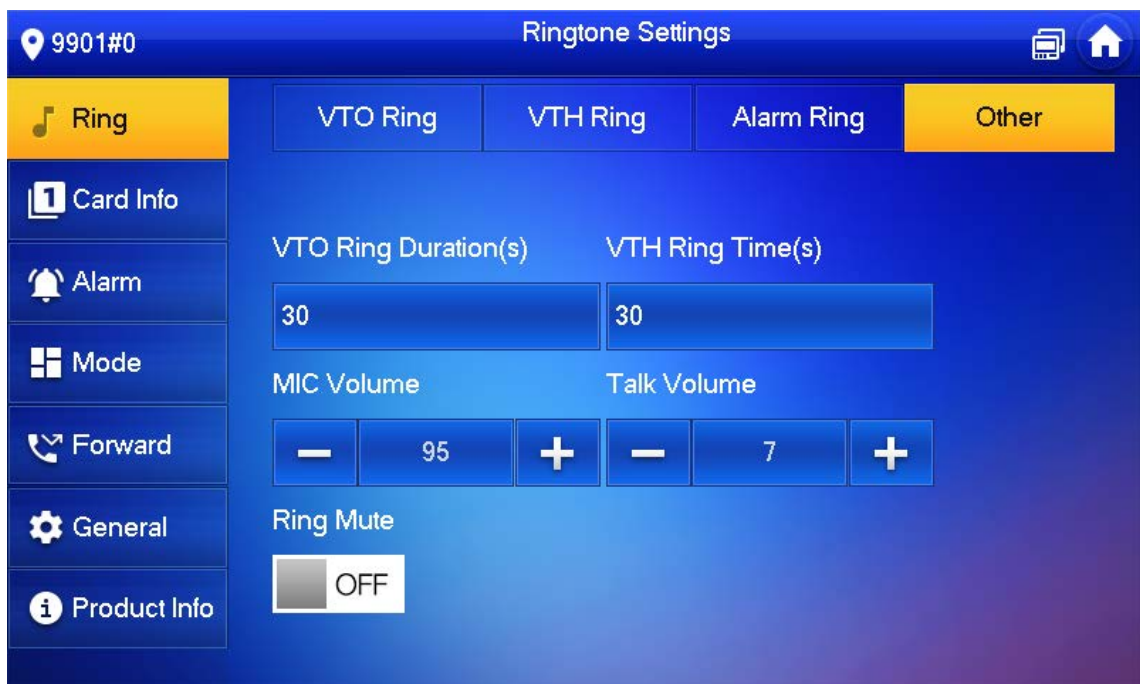 9901#0
Ringtone Settings
Ring
VTO Ring
VTH Ring
Alarm Ring
Other
1 Card Info
Alarm
Mode
Forward
General
i Product Info
VTO Ring Duration(s)
VTH Ring Time(s)
30
30
MIC Volume
Talk Volume
95
7
Ring Mute
OFF